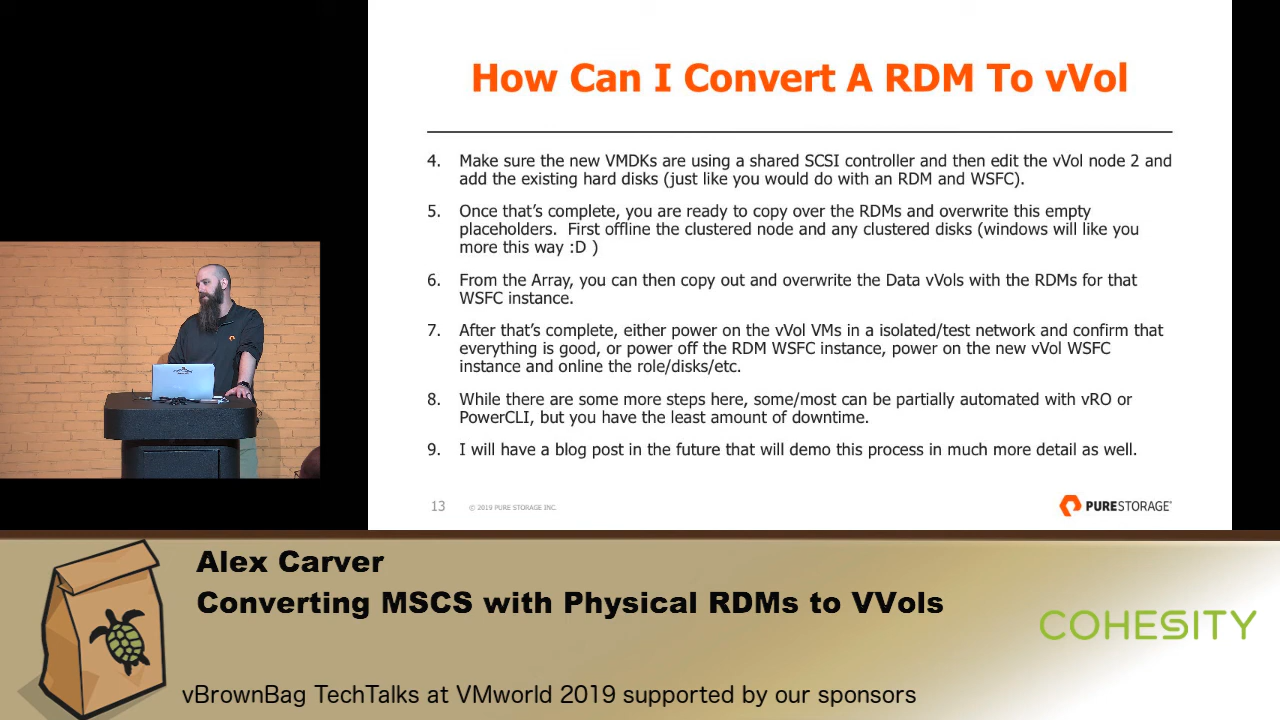 How Can I Convert A RDM To vVol
4. Make sure the new VMDKs are using a shared SCSI controller and then edit the vVol node 2 and
add the existing hard disks (just like you would do with an RDM and WSFC).
5. Once that's complete, you are ready to copy over the RDMs and overwrite this empty
placeholders. First offline the clustered node and any clustered disks (windows will like you
more this way :D )
6. From the Array, you can then copy out and overwrite the Data vVols with the RDMs for that
WSFC instance.
7. After that's complete, either power on the vVol VMs in a isolated/test network and confirm that
everything is good, or power off the RDM WSFC instance, power on the new vVol WSFC
instance and online the role/disks/etc.
8. While there are some more steps here, some/most can be partially automated with vRO or
PowerCLI, but you have the least amount of downtime.
9. I will have a blog post in the future that will demo this process in much more detail as well.
13 © 2019 PURE STORAGE INC.
PURESTORAGE
Alex Carver
Converting MSCS with Physical RDMs to VVols
COHESITY
vBrownBag TechTalks at VMworld 2019 supported by our sponsors